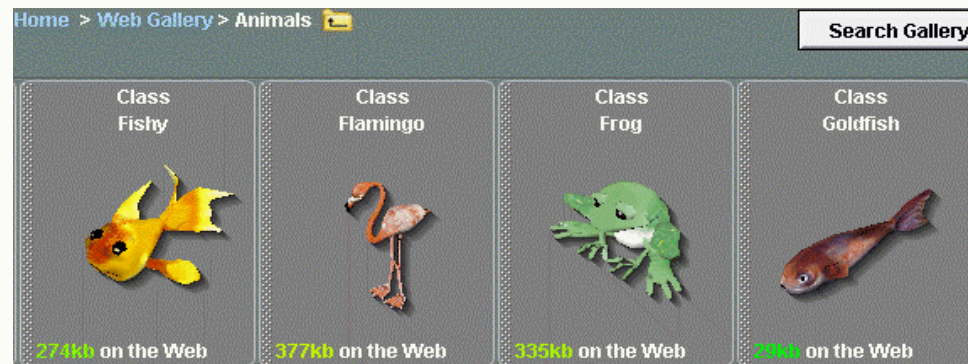 Home > Web Gallery > Animals
Search Gallery
Class
Fishy
274kb on the Web
Class
Flamingo
377kb on the Web
Class
Frog
335kb on the Web
Class
Goldfish
29kb on the Web